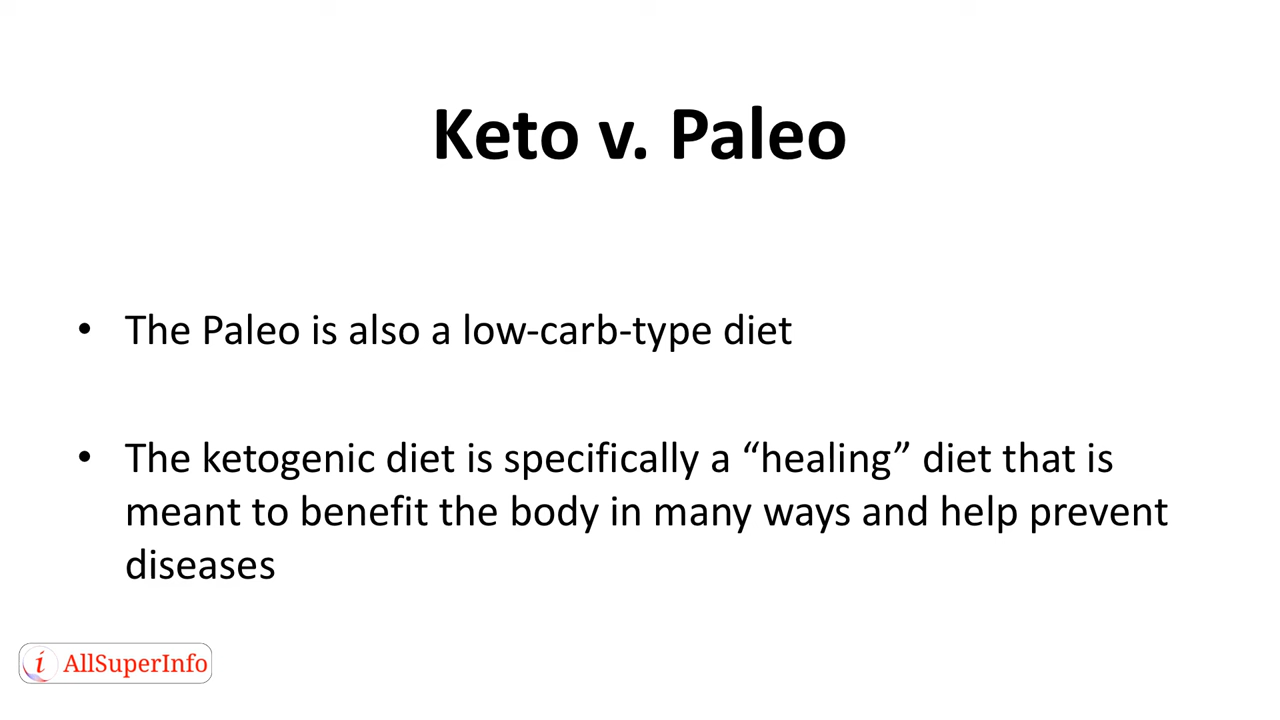 Keto v. Paleo
• The Paleo is also a low-carb-type diet
• The ketogenic diet is specifically a “healing” diet that is
meant to benefit the body in many ways and help prevent
diseases
i AllSuperInfo